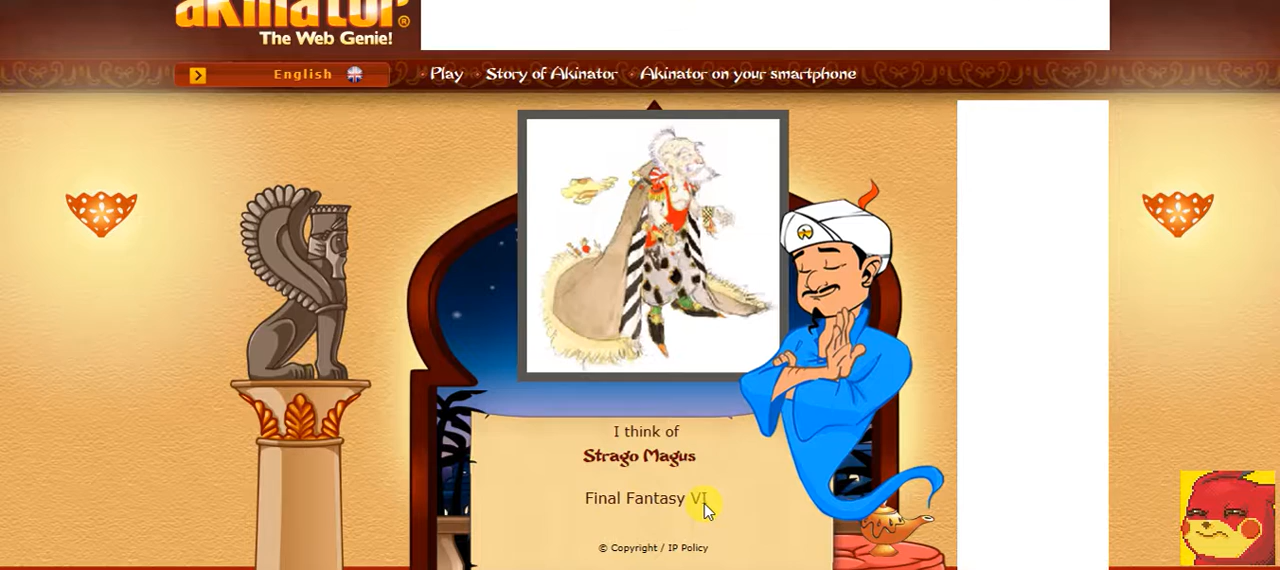 akinator®
The Web Genie!
English
· Play · Story of Akinator · Akinator on your smartphone
I think of
Strago Magus
Final Fantasy VI
© Copyright / IP Policy